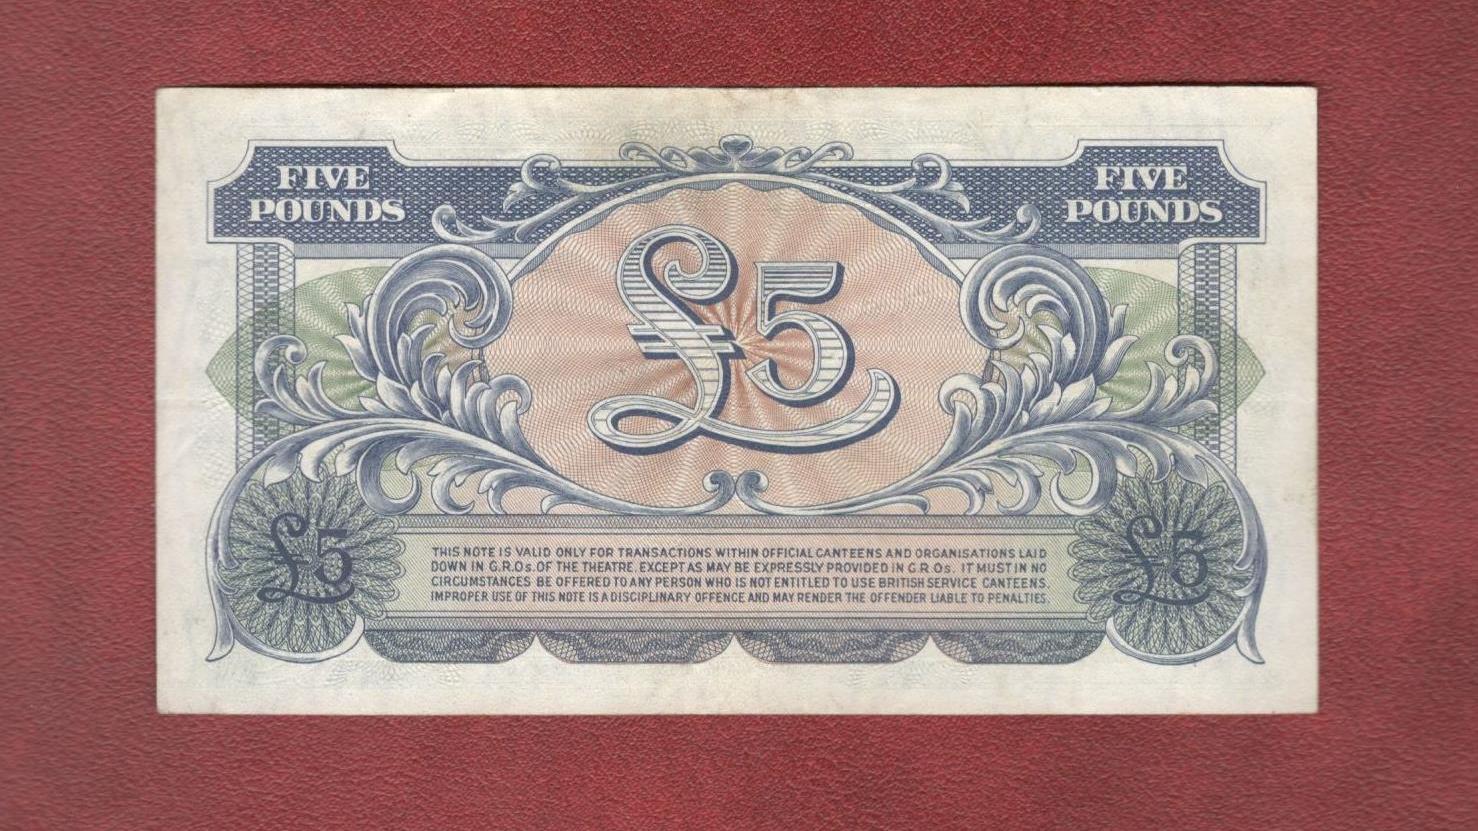 FIVE
POUNDS
FIVE
POUNDS
£5
£5
£5
THIS NOTE IS VALID ONLY FOR TRANSACTIONS WITHIN OFFICIAL CANTEENS AND ORGANISATIONS LAID
DOWN IN G.R.Os. OF THE THEATRE. EXCEPT AS MAY BE EXPRESSLY PROVIDED IN G.R.Os. IT MUST IN NO
CIRCUMSTANCES BE OFFERED TO ANY PERSON WHO IS NOT ENTITLED TO USE BRITISH SERVICE CANTEENS.
IMPROPER USE OF THIS NOTE IS A DISCIPLINARY OFFENCE AND MAY RENDER THE OFFENDER LIABLE TO PENALTIES.